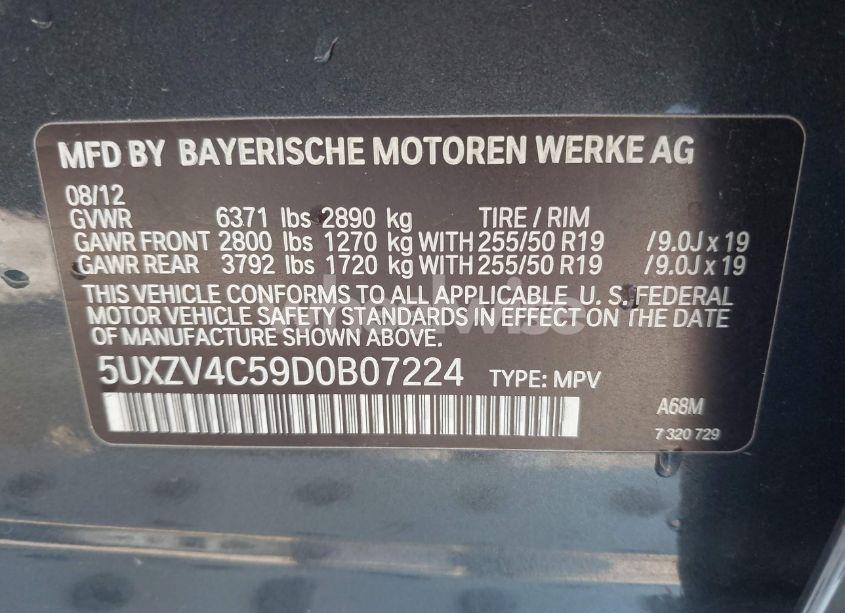 MFD BY BAYERISCHE MOTOREN WERKE AG
08/12
GVWR 6371 lbs 2890 kg TIRE / RIM
GAWR FRONT 2800 lbs 1270 kg WITH 255/50 R19 /9.0J x 19
GAWR REAR 3792 lbs 1720 kg WITH 255/50 R19 /9.0J x 19
THIS VEHICLE CONFORMS TO ALL APPLICABLE U. S. FEDERAL
MOTOR VEHICLE SAFETY STANDARDS IN EFFECT ON THE DATE
OF MANUFACTURE SHOWN ABOVE.
5UXZV4C59D0B07224 TYPE: MPV
A68M
7 320 729